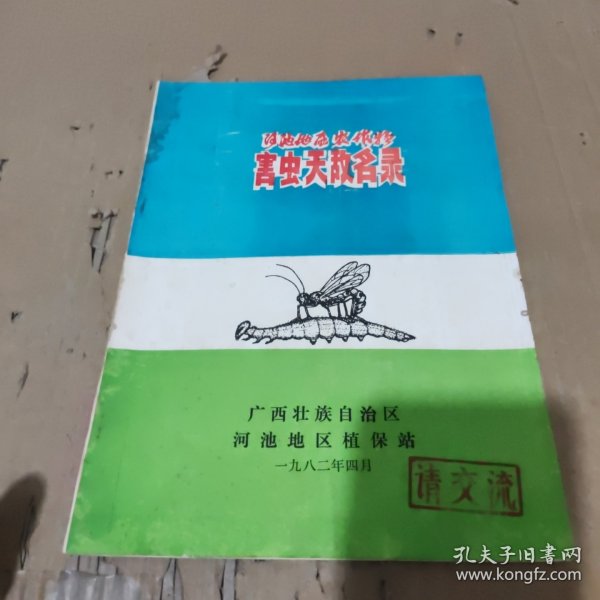 河池地区农作物
害虫天敌名录
广西壮族自治区
河池地区植保站
一九八二年四月
请交流
孔夫子旧书网
www.kongfz.com